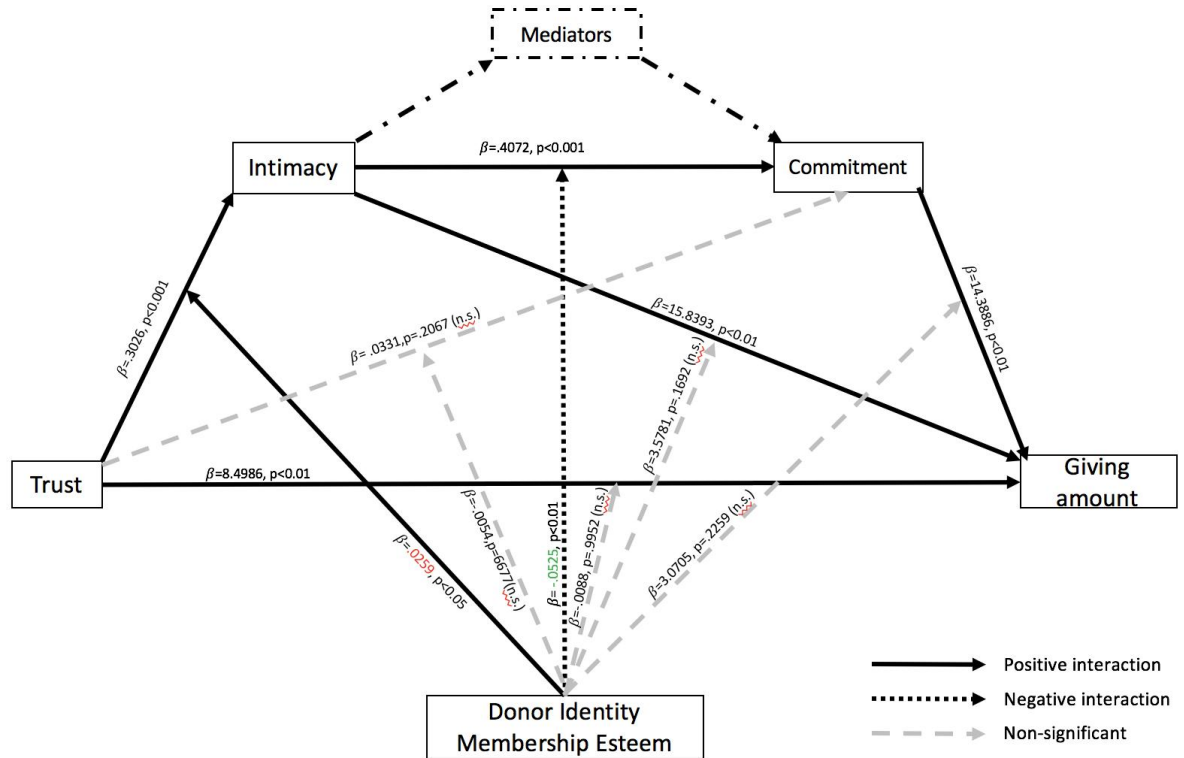 Mediators
β=.4072, p<0.001
Intimacy
Commitment
β=.3026, p<0.001
β= .0331,p=.2067 (n.s.)
β=15.8393, p<0.01
β=14.3886, p<0.01
Trust
β=8.4986, p<0.01
Giving
amount
β=.0259, p<0.05
β=-.0054,p=6677(n.s.)
β= -.0525, p<0.01
β=-.0088, p=.9952 (n.s.)
β=3.5781, p=.1692 (n.s.)
β=3.0705, p=.2259 (n.s.)
Donor Identity
Membership Esteem
Positive interaction
Negative interaction
Non-significant